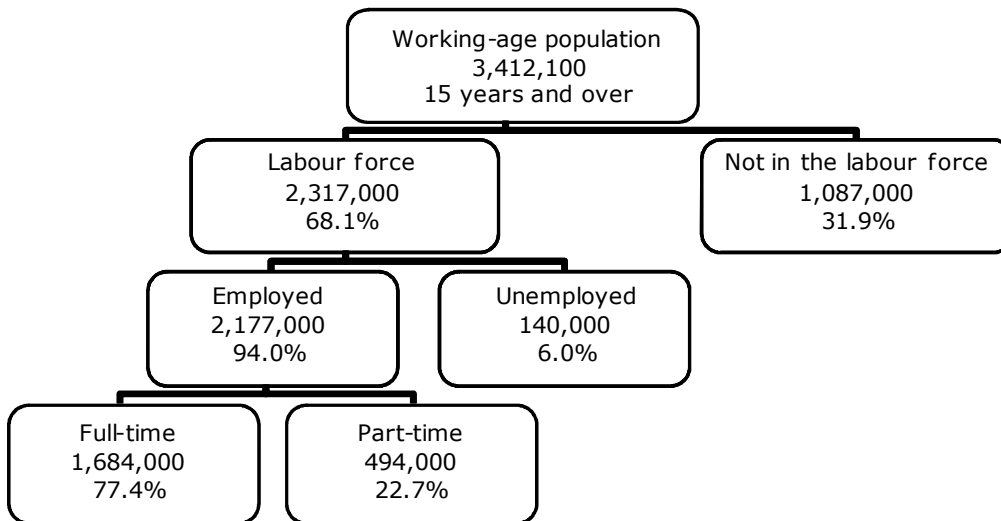 Working-age population
3,412,100
15 years and over
Labour force
2,317,000
68.1%
Not in the labour force
1,087,000
31.9%
Employed
2,177,000
94.0%
Unemployed
140,000
6.0%
Full-time
1,684,000
77.4%
Part-time
494,000
22.7%